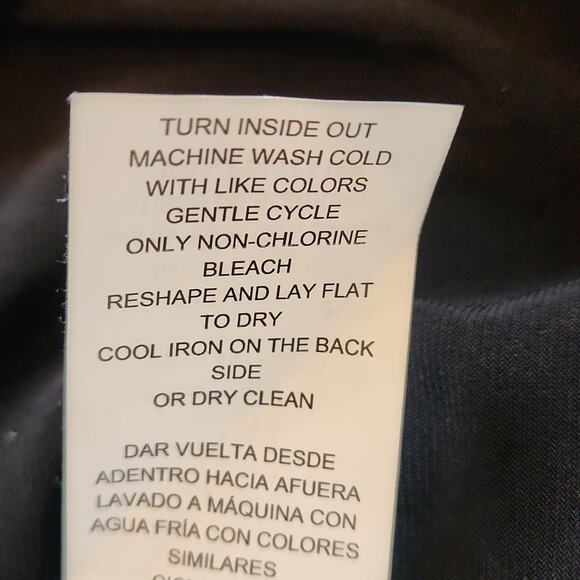 TURN INSIDE OUT
MACHINE WASH COLD
WITH LIKE COLORS
GENTLE CYCLE
ONLY NON-CHLORINE
BLEACH
RESHAPE AND LAY FLAT
TO DRY
COOL IRON ON THE BACK
SIDE
OR DRY CLEAN
DAR VUELTA DESDE
ADENTRO HACIA AFUERA
LAVADO A MÁQUINA CON
AGUA FRÍA CON COLORES
SIMILARES